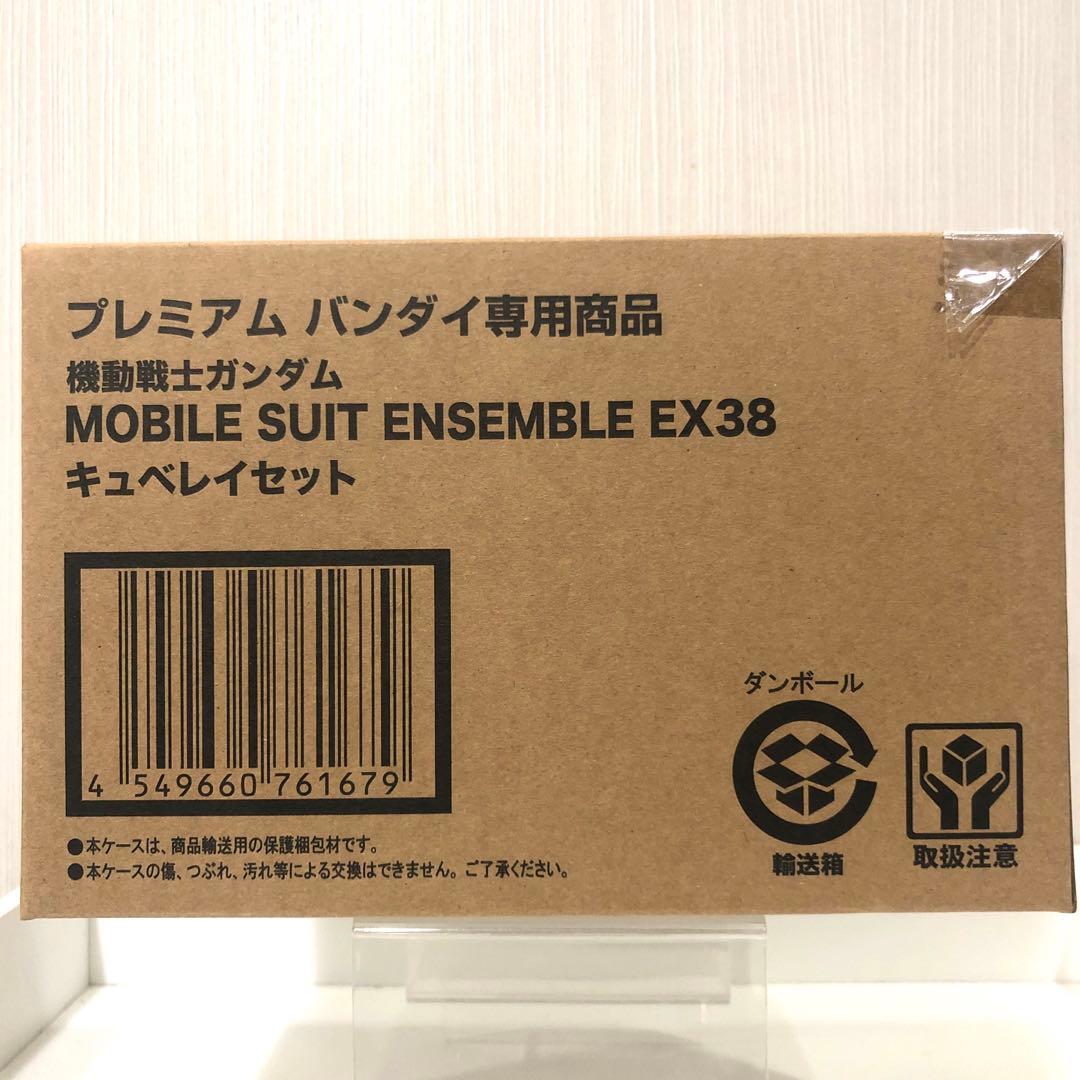 プレミアム バンダイ専用商品
機動戦士ガンダム
MOBILE SUIT ENSEMBLE EX38
キュベレイセット
4 549660 761679
●本ケースは、商品輸送用の保護梱包材です。
●本ケースの傷、つぶれ、汚れ等による交換はできません。ご了承ください。
ダンボール
輸送箱
取扱注意